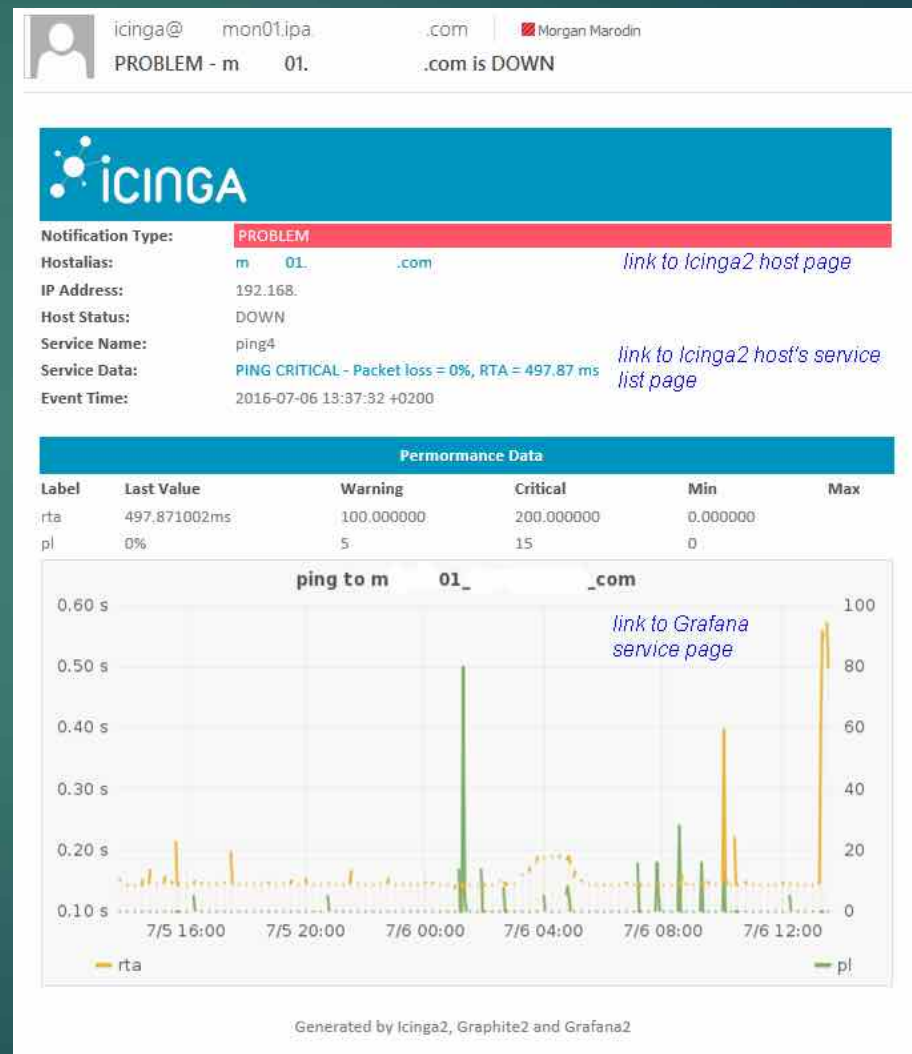 icinga@ mon01.ipa .com Morgan Marodin
PROBLEM - m 01. .com is DOWN
ICINGA
Notification Type: PROBLEM
Hostalias: m 01. .com link to Icinga2 host page
IP Address: 192.168.
Host Status: DOWN
Service Name: ping4
Service Data: PING CRITICAL - Packet loss = 0%, RTA = 497.87 ms
link to Icinga2 host's service
list page
Event Time: 2016-07-06 13:37:32 +0200
Permormance Data
Label Last Value Warning Critical Min Max
rta 497.871002ms 100.000000 200.000000 0.000000
pl 0% 5 15 0
ping to m 01_ _com
0.60 s 100
link to Grafana
service page
0.50 s 80
0.40 s 60
0.30 s 40
0.20 s 20
0.10 s 0
7/5 16:00 7/5 20:00 7/6 00:00 7/6 04:00 7/6 08:00 7/6 12:00
rta pl
Generated by Icinga2, Graphite2 and Grafana2